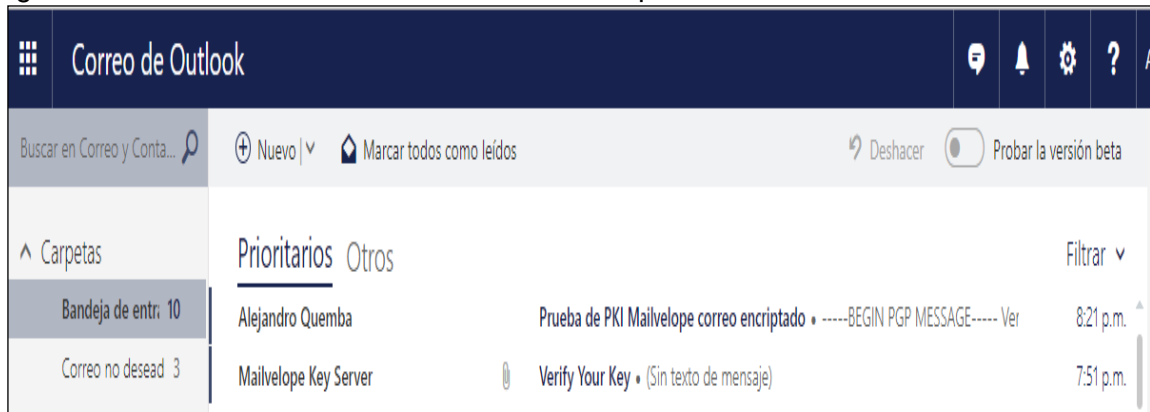 Correo de Outlook ?
Buscar en Correo y Conta... Nuevo Marcar todos como leídos Deshacer Probar la versión beta
Carpetas Prioritarios Otros Filtrar
Bandeja de entr 10 Alejandro Quemba Prueba de PKI Mailvelope correo encriptado • -----BEGIN PGP MESSAGE----- Ver 8:21 p.m.
Correo no desead 3 Mailvelope Key Server Verify Your Key • (Sin texto de mensaje) 7:51 p.m.